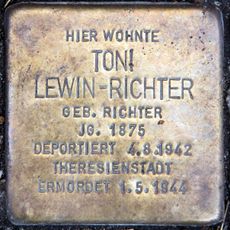 HIER WOHNTE
TONI
LEWIN-RICHTER
GEB. RICHTER
JG. 1875
DEPORTIERT 4.8.1942
THERESIENSTADT
ERMORDET 1.5.1944